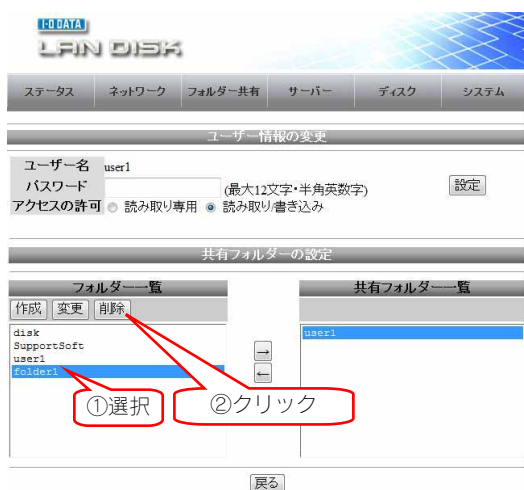 I-O DATA
LAN DISK
ステータス ネットワーク フォルダー共有 サーバー ディスク システム
ユーザー情報の変更
ユーザー名 user1
パスワード (最大12文字・半角英数字) 設定
アクセスの許可 読み取り専用 読み取り/書き込み
共有フォルダーの設定
フォルダー一覧 共有フォルダー一覧
作成 変更 削除
disk user1
SupportSoft →
user1
folder1 ←
①選択 ②クリック
戻る